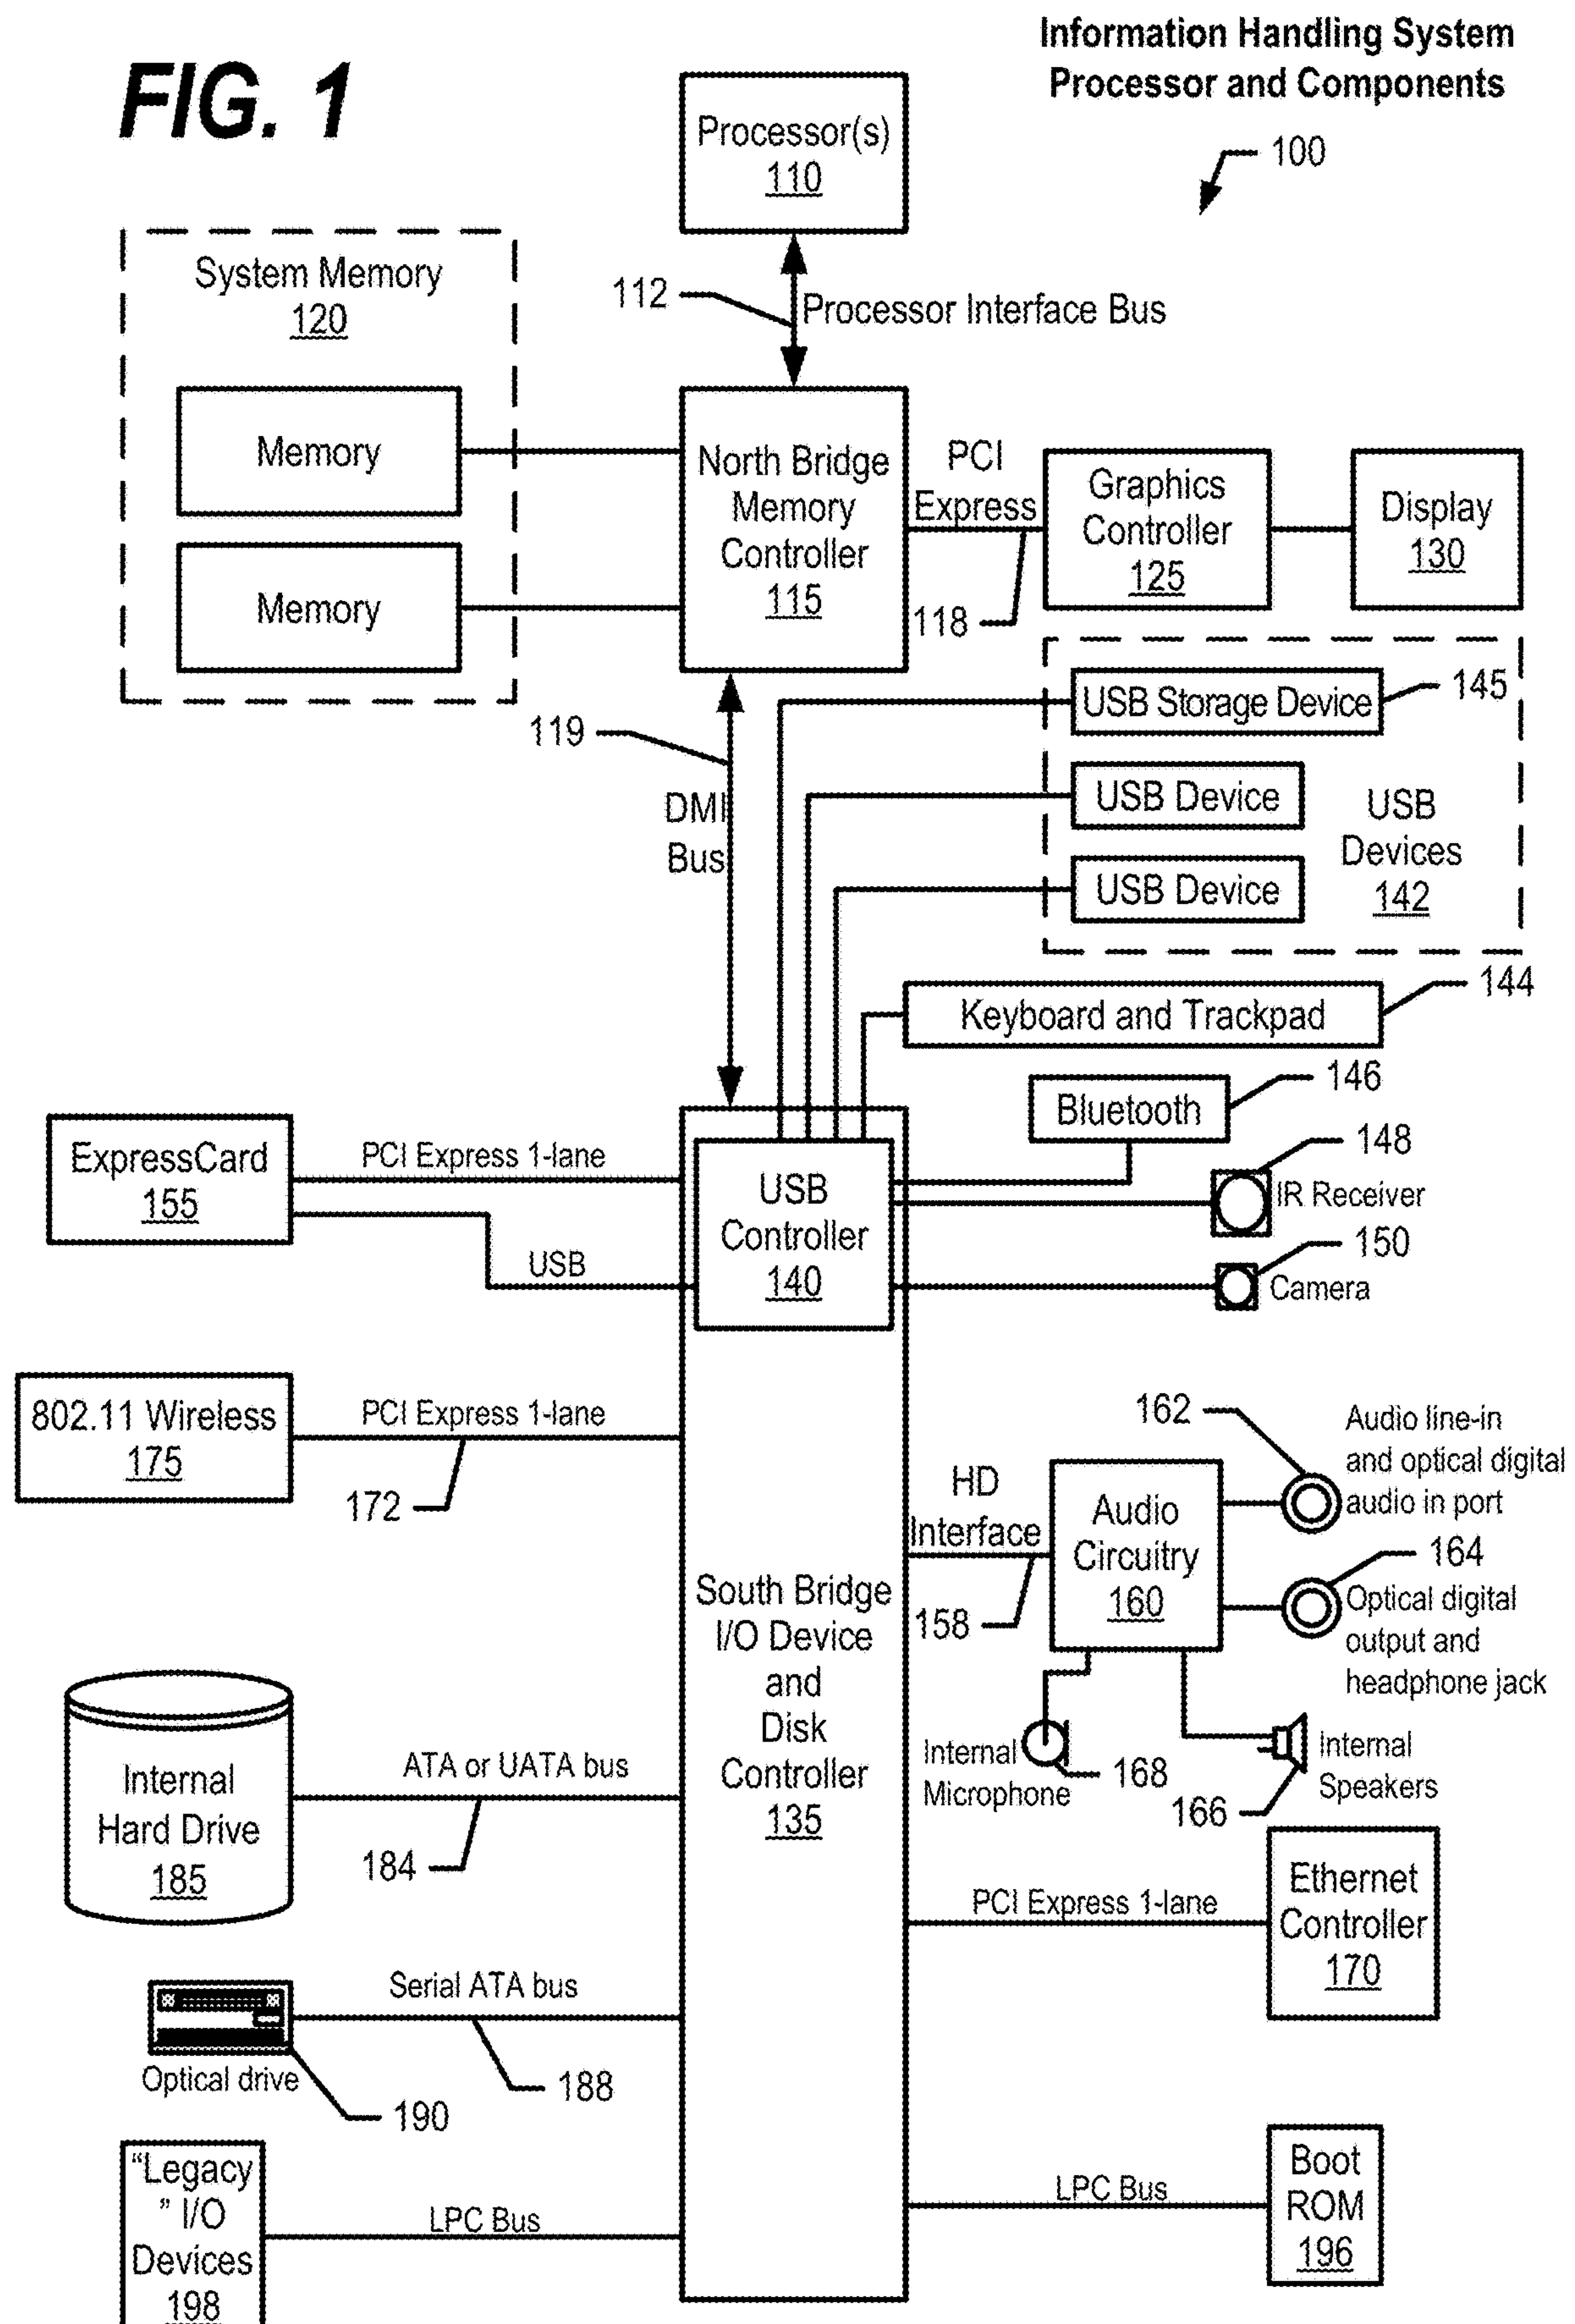 FIG. 1
Information Handling System
Processor and Components
100
Processor(s)
110
System Memory
120
112
Processor Interface Bus
Memory
Memory
North Bridge
Memory
Controller
115
PCI
Express
118
Graphics
Controller
125
Display
130
119
DMI
Bus
USB Storage Device
145
USB Device
USB Device
USB
Devices
142
Keyboard and Trackpad
144
Bluetooth
146
148
IR Receiver
150
Camera
ExpressCard
155
PCI Express 1-lane
USB
USB
Controller
140
802.11 Wireless
175
PCI Express 1-lane
172
162
Audio line-in
and optical digital
audio in port
HD
Interface
158
Audio
Circuitry
160
164
Optical digital
output and
headphone jack
South Bridge
I/O Device
and
Disk
Controller
135
Internal
Microphone
168
Internal
Speakers
166
Internal
Hard Drive
185
ATA or UATA bus
184
Ethernet
Controller
170
PCI Express 1-lane
Serial ATA bus
188
Optical drive
190
"Legacy
" I/O
Devices
198
LPC Bus
LPC Bus
Boot
ROM
196